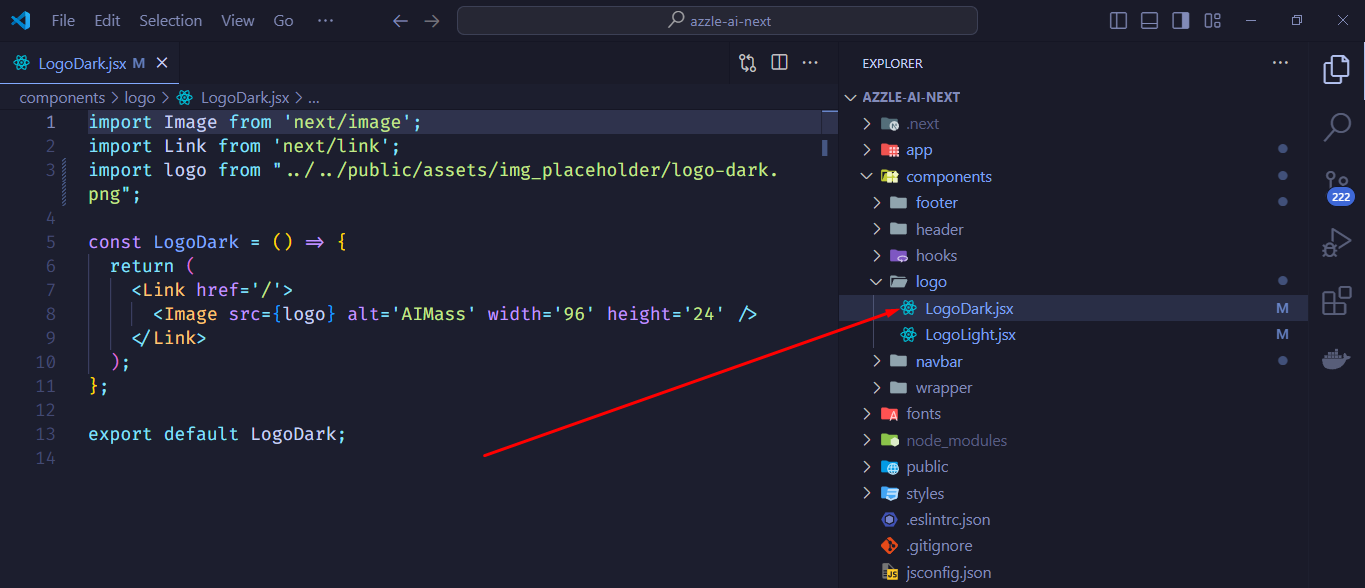 File Edit Selection View Go ··· azzle-ai-next
LogoDark.jsx M
EXPLORER
components > logo > LogoDark.jsx > ...
1 import Image from 'next/image';
2 import Link from 'next/link';
3 import logo from "../../public/assets/img_placeholder/logo-dark.
png";
4
5 const LogoDark = () => {
6 return (
7 <Link href='/'>
8 <Image src={logo} alt='AIMass' width='96' height='24' />
9 </Link>
10 );
11 };
12
13 export default LogoDark;
14
AZZLE-AI-NEXT
.next
app
components
footer
header
hooks
logo
LogoDark.jsx M
LogoLight.jsx M
navbar
wrapper
fonts
node_modules
public
styles
.eslintrc.json
.gitignore
jsconfig.json
222